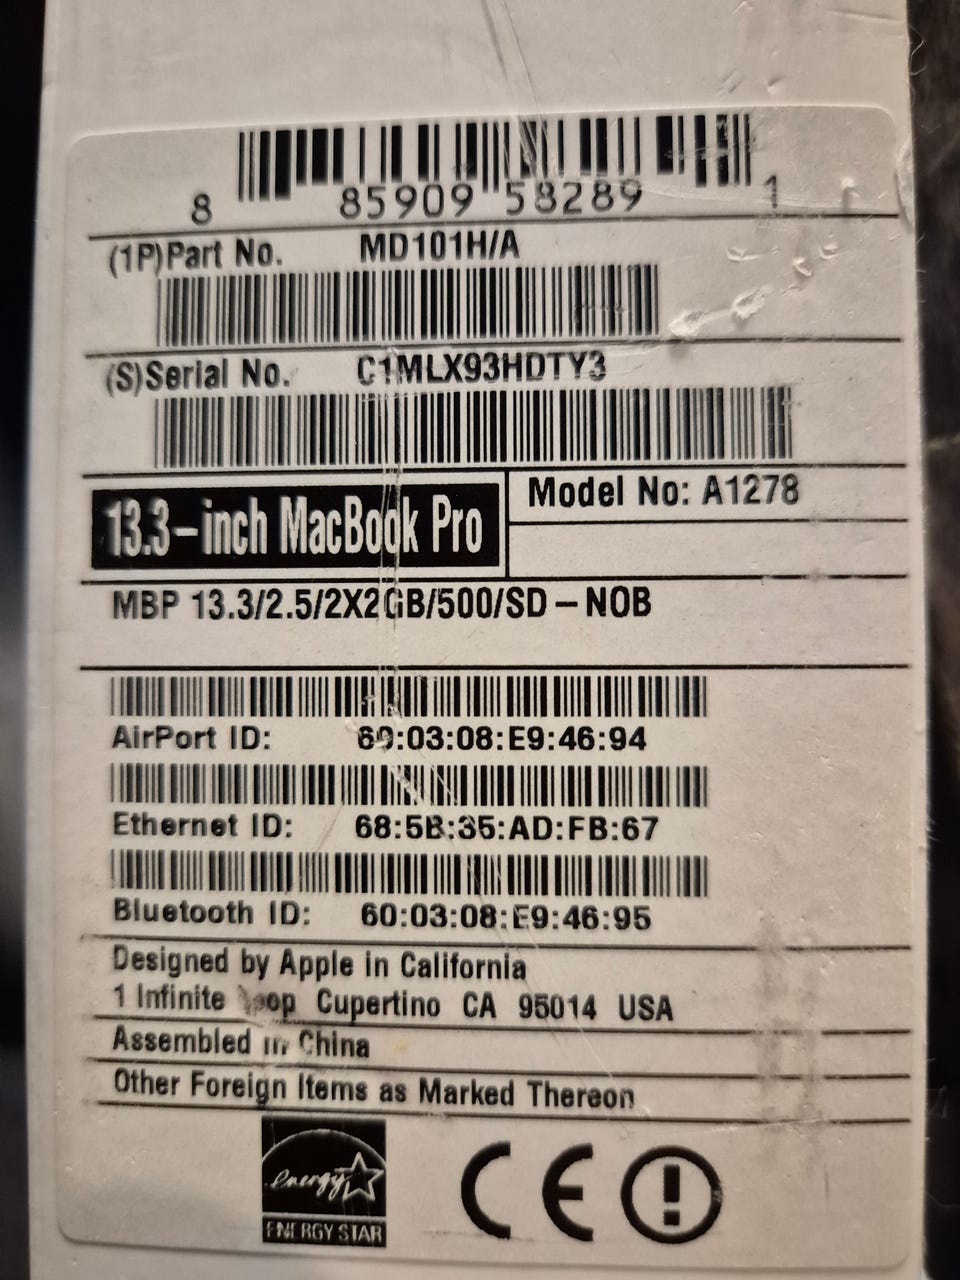 8 85909 58289 1
(1P)Part No. MD101H/A
(S)Serial No. C1MLX93HDTY3
13.3-inch MacBook Pro
Model No: A1278
MBP 13.3/2.5/2X2GB/500/SD – NOB
AirPort ID: 60:03:08:E9:46:94
Ethernet ID: 68:5B:35:AD:FB:67
Bluetooth ID: 60:03:08:E9:46:95
Designed by Apple in California
1 Infinite Loop Cupertino CA 95014 USA
Assembled in China
Other Foreign Items as Marked Thereon
energy
ENERGY STAR
CE